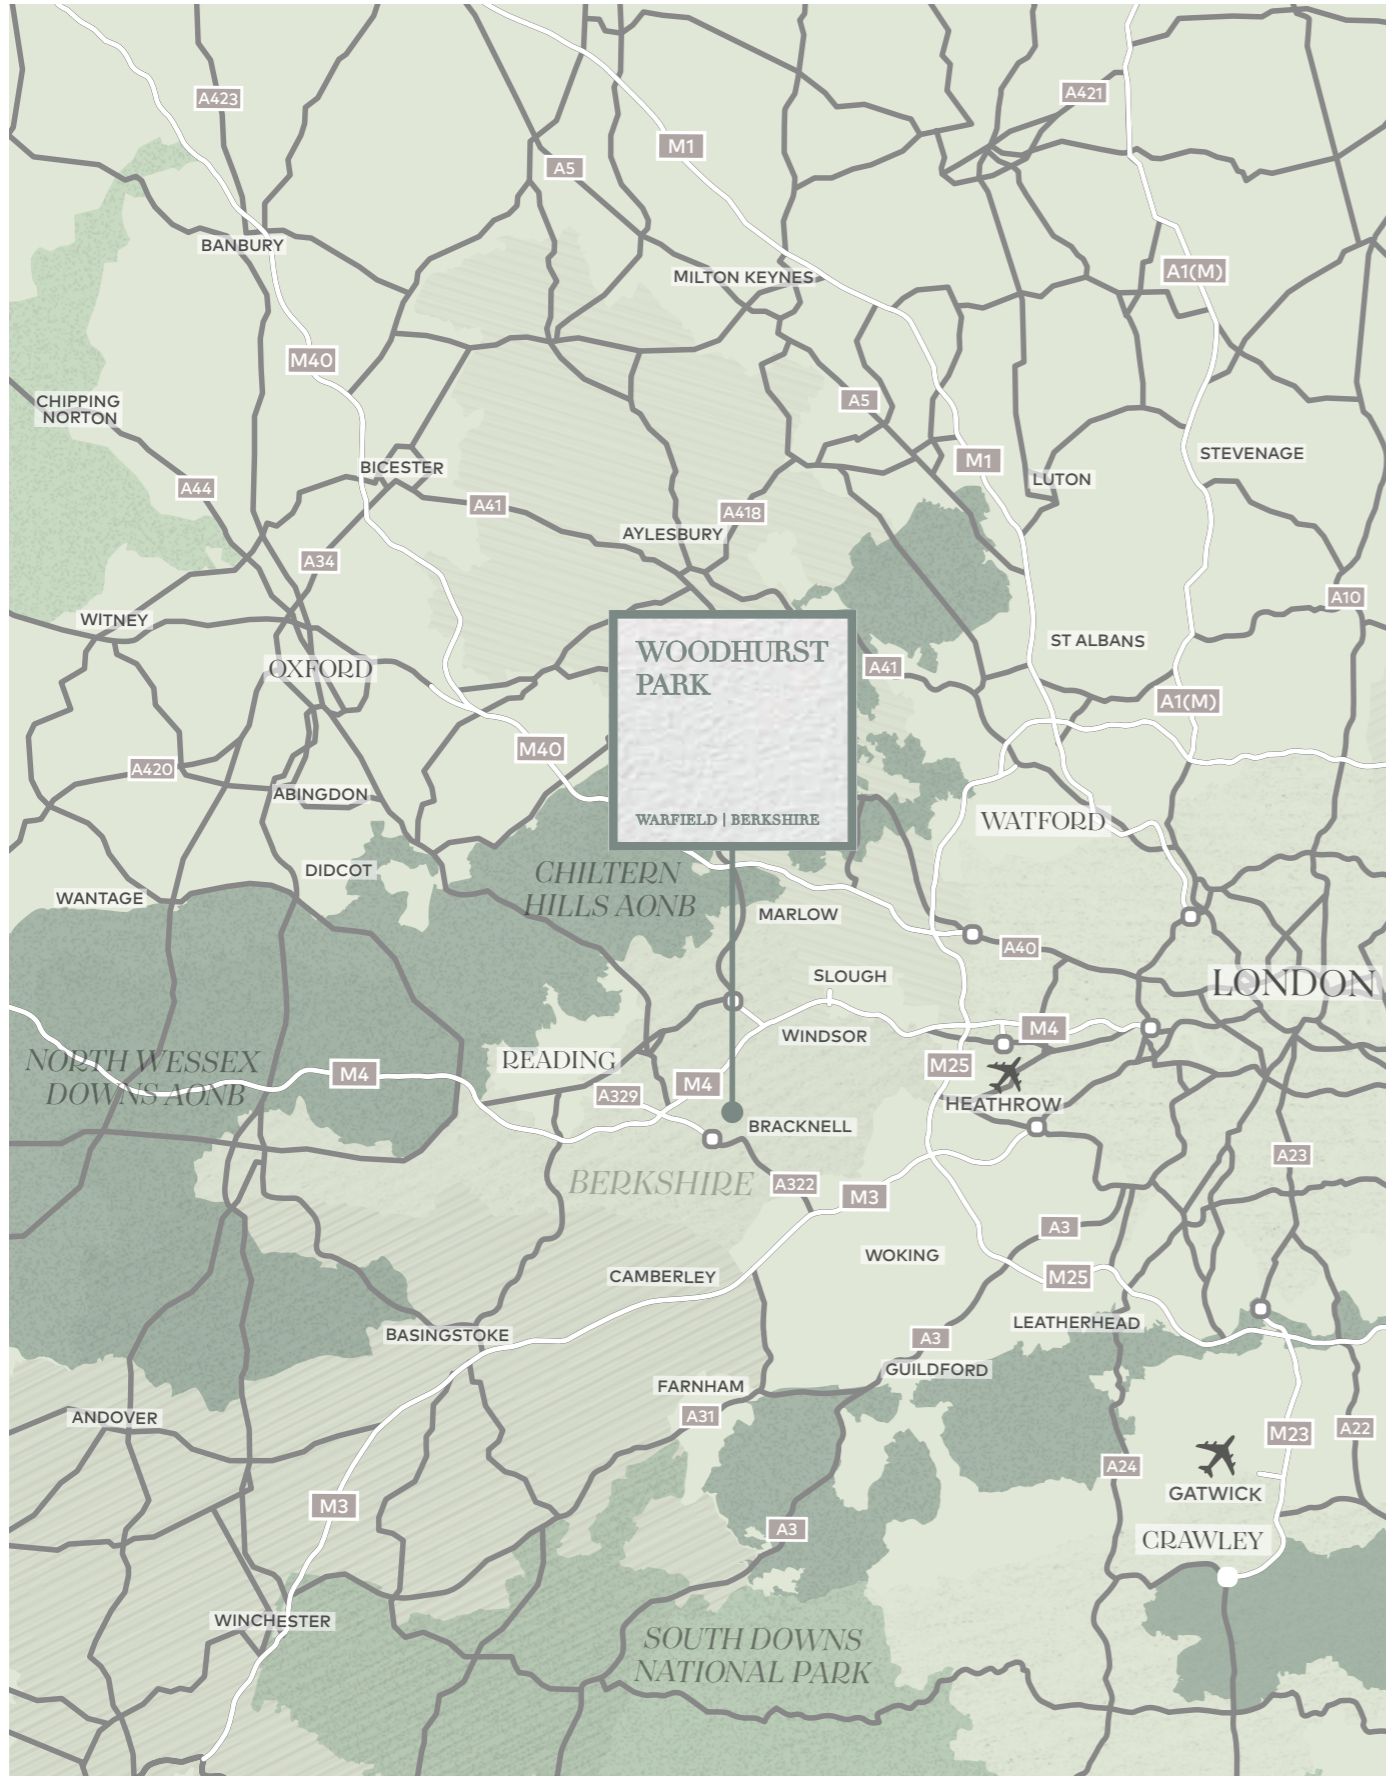 A423
A421
M1
A5
BANBURY
A1(M)
MILTON KEYNES
M40
CHIPPING
NORTON
A5
STEVENAGE
M1
BICESTER
LUTON
A44
A41
A418
AYLESBURY
A34
A10
WITNEY
ST ALBANS
WOODHURST
PARK
OXFORD
A41
A1(M)
M40
A420
ABINGDON
WARFIELD | BERKSHIRE
WATFORD
DIDCOT
CHILTERN
HILLS AONB
WANTAGE
MARLOW
A40
SLOUGH
LONDON
WINDSOR
M4
NORTH WESSEX
DOWNS AONB
READING
M25
M4
M4
A329
HEATHROW
BRACKNELL
A23
BERKSHIRE
A322
M3
A3
WOKING
CAMBERLEY
M25
LEATHERHEAD
BASINGSTOKE
A3
GUILDFORD
FARNHAM
A31
ANDOVER
M23
A22
A24
GATWICK
M3
A3
CRAWLEY
WINCHESTER
SOUTH DOWNS
NATIONAL PARK